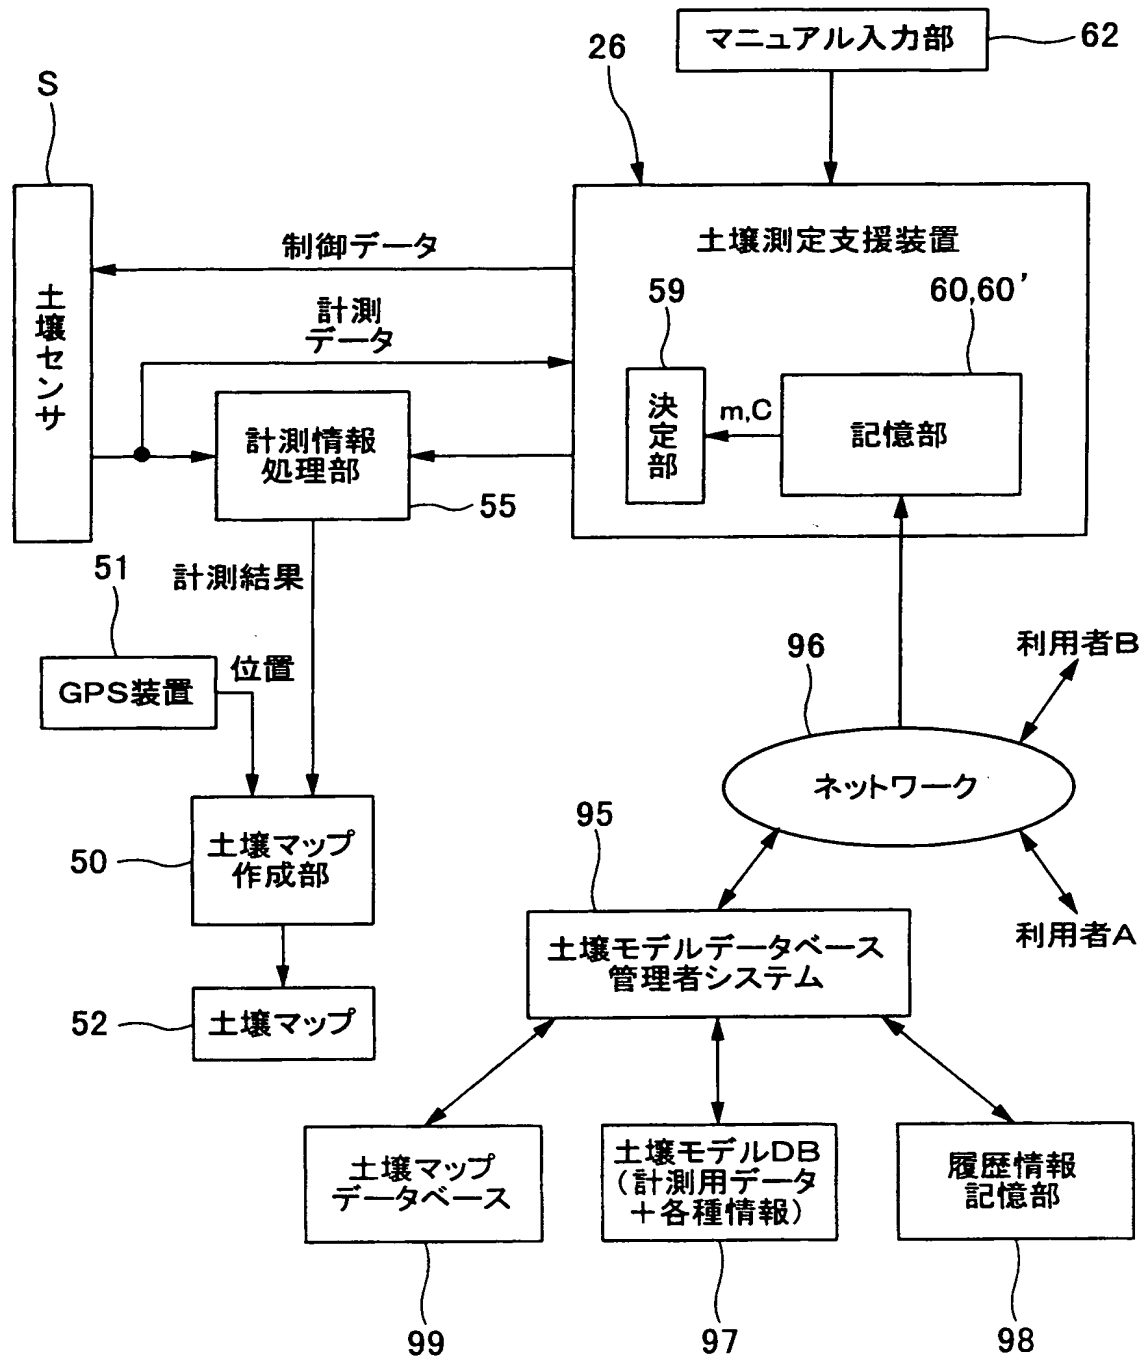 マニュアル入力部
62
26
S
土壌測定支援装置
制御データ
土壌センサ
計測
データ
59
60,60'
決定部
m,C
記憶部
計測情報
処理部
55
51
計測結果
位置
GPS装置
利用者B
96
ネットワーク
95
土壌マップ
作成部
50
利用者A
土壌モデルデータベース
管理者システム
52
土壌マップ
土壌マップ
データベース
土壌モデルDB
(計測用データ
+各種情報)
履歴情報
記憶部
99
97
98